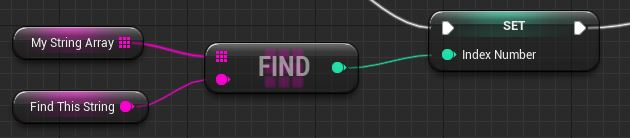 SET
My String Array
Index Number
FIND
Find This String